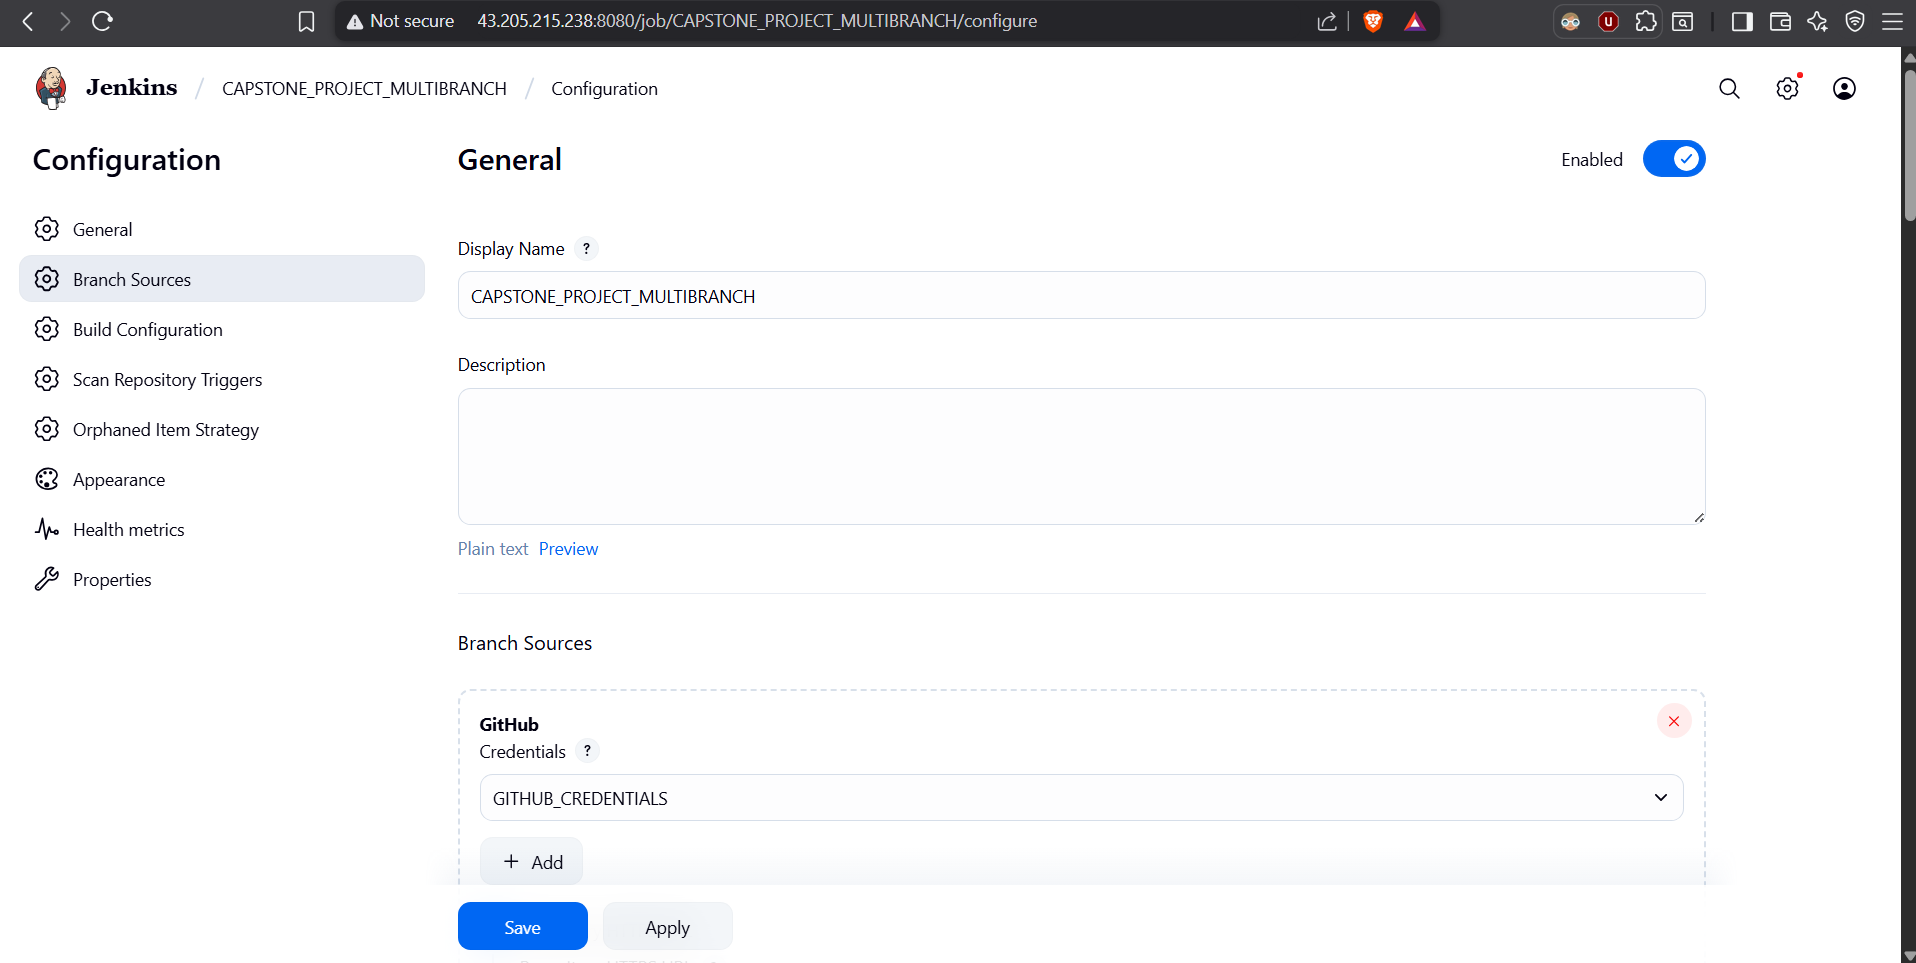 Not secure 43.205.215.238:8080/job/CAPSTONE_PROJECT_MULTIBRANCH/configure
Jenkins / CAPSTONE_PROJECT_MULTIBRANCH / Configuration
Configuration
General
Branch Sources
Build Configuration
Scan Repository Triggers
Orphaned Item Strategy
Appearance
Health metrics
Properties
General
Enabled
Display Name ?
CAPSTONE_PROJECT_MULTIBRANCH
Description
Plain text Preview
Branch Sources
GitHub
Credentials ?
GITHUB_CREDENTIALS
+ Add
Save Apply